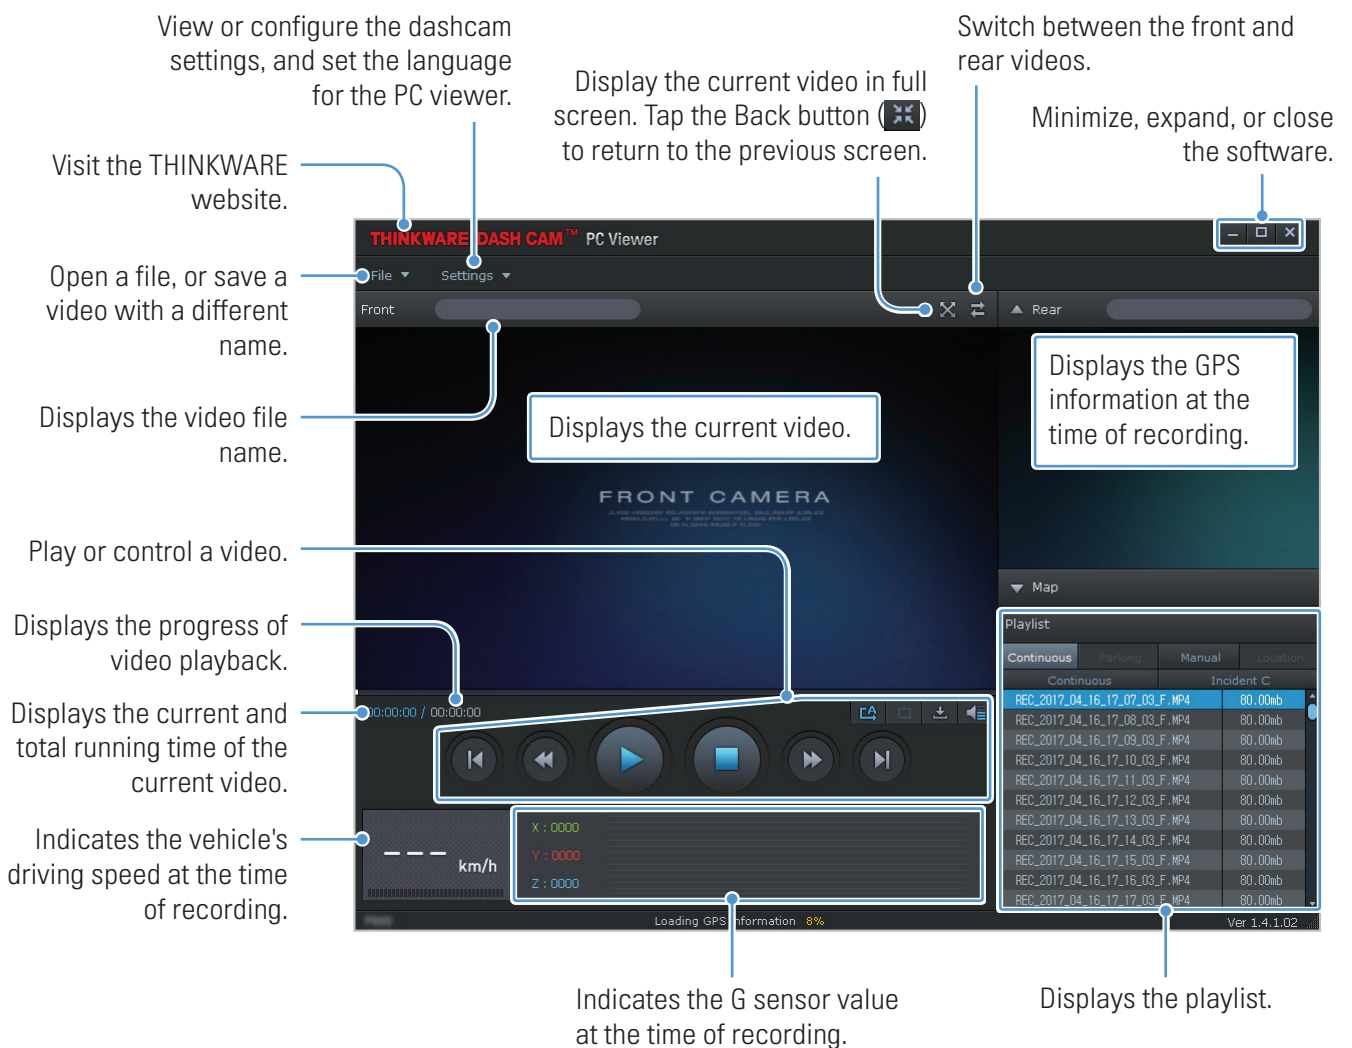 View or configure the dashcam
settings, and set the language
for the PC viewer.
Switch between the front and
rear videos.
Display the current video in full
screen. Tap the Back button ( )
to return to the previous screen.
Minimize, expand, or close
the software.
Visit the THINKWARE
website.
Open a file, or save a
video with a different
name.
Displays the video file
name.
Play or control a video.
Displays the progress of
video playback.
Displays the current and
total running time of the
current video.
Indicates the vehicle's
driving speed at the time
of recording.
THINKWARE DASH CAM™ PC Viewer
File Settings
Front
Rear
Displays the current video.
Displays the GPS
information at the
time of recording.
FRONT CAMERA
Map
Playlist
Continuous Parking Manual Location
Continuous Incident C
REC_2017_04_16_17_07_03_F.MP4 80.00mb
REC_2017_04_16_17_08_03_F.MP4 80.00mb
REC_2017_04_16_17_09_03_F.MP4 80.00mb
REC_2017_04_16_17_10_03_F.MP4 80.00mb
REC_2017_04_16_17_11_03_F.MP4 80.00mb
REC_2017_04_16_17_12_03_F.MP4 80.00mb
REC_2017_04_16_17_13_03_F.MP4 80.00mb
REC_2017_04_16_17_14_03_F.MP4 80.00mb
REC_2017_04_16_17_15_03_F.MP4 80.00mb
REC_2017_04_16_17_16_03_F.MP4 80.00mb
REC_2017_04_16_17_17_03_F.MP4 80.00mb
00:00:00 / 00:00:00
--- km/h
X : 0000
Y : 0000
Z : 0000
Loading GPS information 8%
Ver 1.4.1.02
Indicates the G sensor value
at the time of recording.
Displays the playlist.